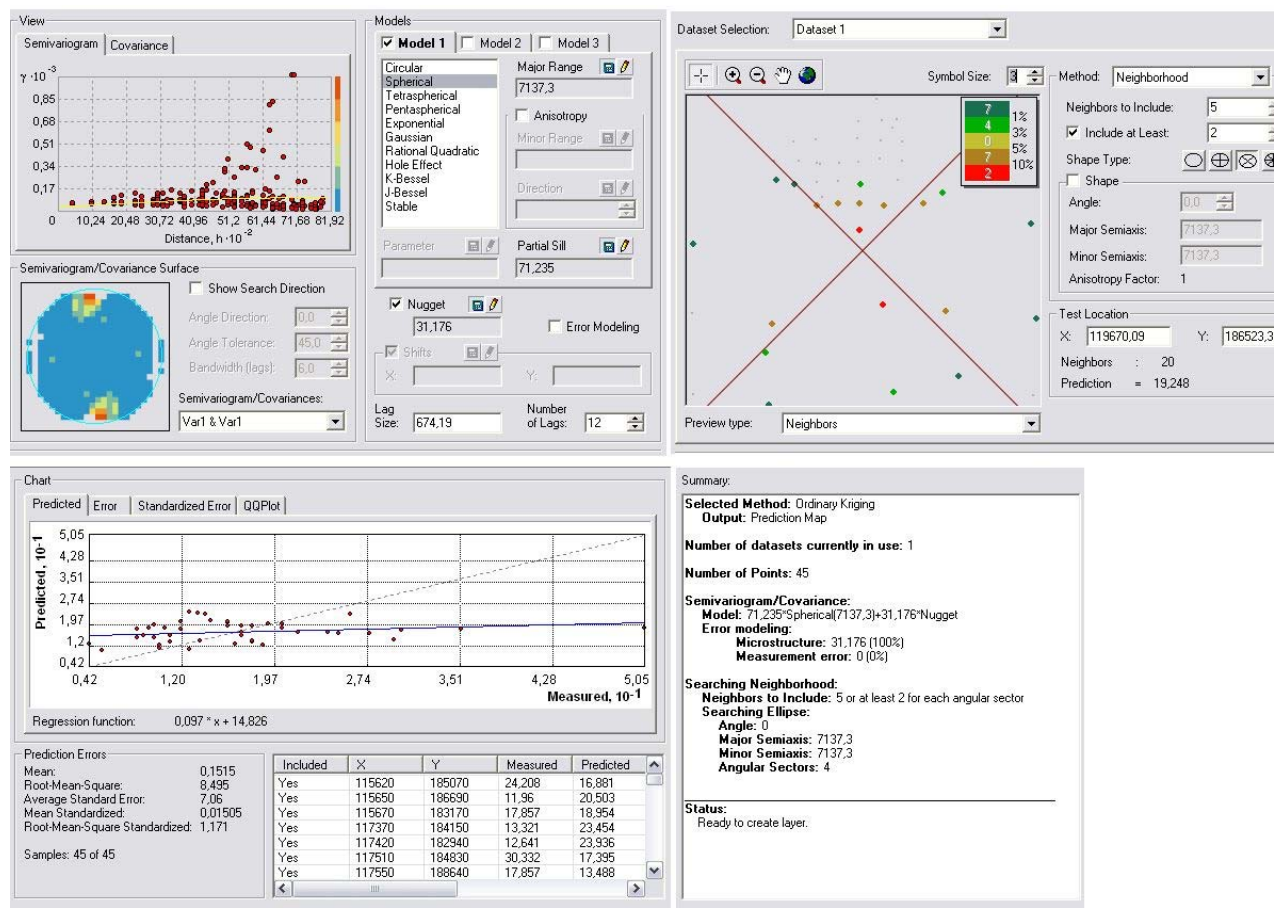 View
Semivariogram Covariance
γ ·10⁻³
0,85
0,68
0,51
0,34
0,17
0 10,24 20,48 30,72 40,96 51,2 61,44 71,68 81,92
Distance, h ·10⁻²
Semivariogram/Covariance Surface
Show Search Direction
Angle Direction: 0,0
Angle Tolerance: 45,0
Bandwidth (lags): 6,0
Semivariogram/Covariances:
Var1 & Var1
Models
Model 1 Model 2 Model 3
Circular
Spherical
Tetraspherical
Pentaspherical
Exponential
Gaussian
Rational Quadratic
Hole Effect
K-Bessel
J-Bessel
Stable
Major Range
7137,3
Anisotropy
Minor Range
Direction
Parameter
Partial Sill
71,235
Nugget
31,176
Error Modeling
Shifts
X: Y:
Lag Size: 674,19
Number of Lags: 12
Dataset Selection: Dataset 1
Symbol Size: 3
7
4
0
7
2
1%
3%
5%
10%
Preview type: Neighbors
Method: Neighborhood
Neighbors to Include: 5
Include at Least: 2
Shape Type:
Shape
Angle: 0,0
Major Semiaxis: 7137,3
Minor Semiaxis: 7137,3
Anisotropy Factor: 1
Test Location
X: 119670,09 Y: 186523,3
Neighbors : 20
Prediction = 19,248
Chart
Predicted Error Standardized Error QQPlot
Predicted, 10⁻¹
5,05
4,28
3,51
2,74
1,97
1,2
0,42
0,42 1,20 1,97 2,74 3,51 4,28 5,05
Measured, 10⁻¹
Regression function: 0,097 * x + 14,826
Prediction Errors
Mean: 0,1515
Root-Mean-Square: 8,495
Average Standard Error: 7,06
Mean Standardized: 0,01505
Root-Mean-Square Standardized: 1,171
Samples: 45 of 45
Included X Y Measured Predicted
Yes 115620 185070 24,208 16,881
Yes 115650 186690 11,96 20,503
Yes 115670 183170 17,857 18,954
Yes 117370 184150 13,321 23,454
Yes 117420 182940 12,641 23,936
Yes 117510 184830 30,332 17,395
Yes 117550 188640 17,857 13,488
Summary:
Selected Method: Ordinary Kriging
Output: Prediction Map
Number of datasets currently in use: 1
Number of Points: 45
Semivariogram/Covariance:
Model: 71,235*Spherical(7137,3)+31,176*Nugget
Error modeling:
Microstructure: 31,176 (100%)
Measurement error: 0 (0%)
Searching Neighborhood:
Neighbors to Include: 5 or at least 2 for each angular sector
Searching Ellipse:
Angle: 0
Major Semiaxis: 7137,3
Minor Semiaxis: 7137,3
Angular Sectors: 4
Status:
Ready to create layer.